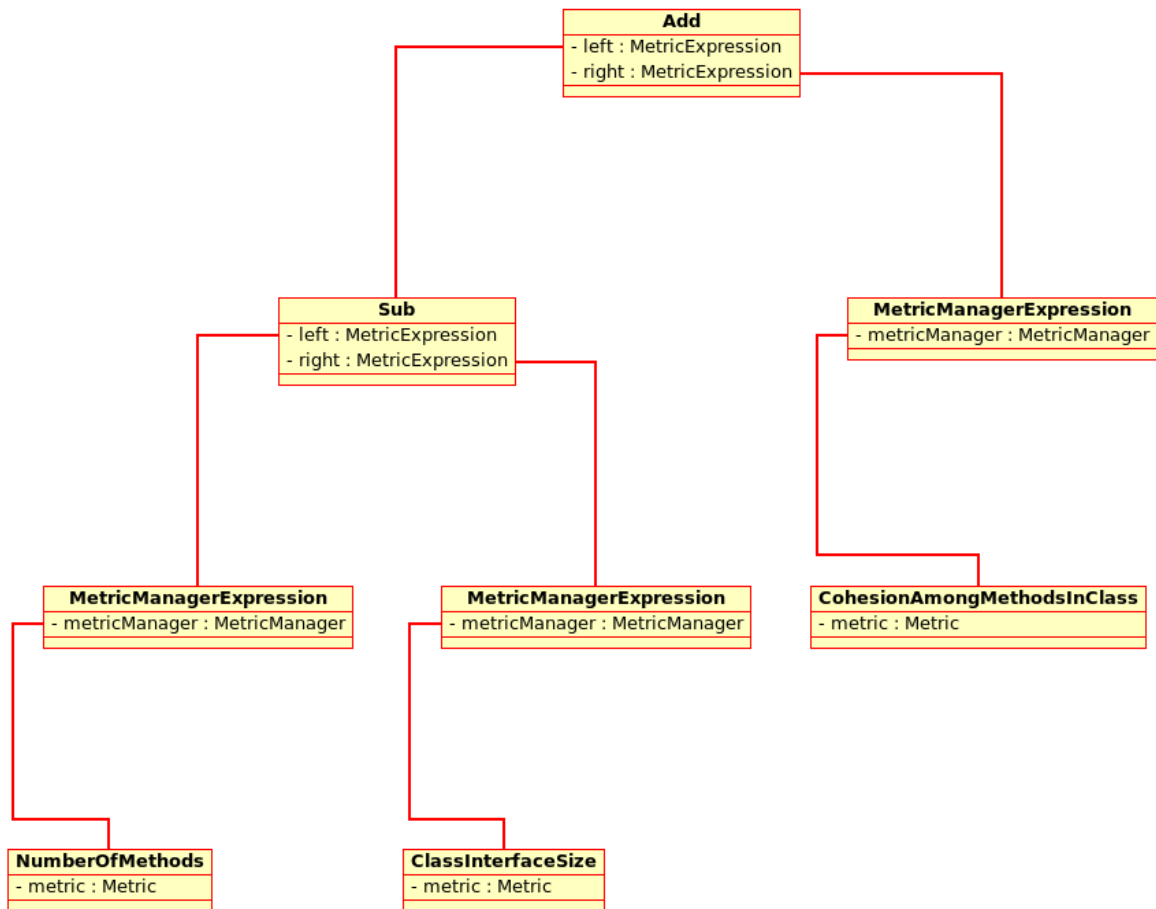 Add
- left : MetricExpression
- right : MetricExpression
Sub
- left : MetricExpression
- right : MetricExpression
MetricManagerExpression
- metricManager : MetricManager
MetricManagerExpression
- metricManager : MetricManager
MetricManagerExpression
- metricManager : MetricManager
CohesionAmongMethodsInClass
- metric : Metric
NumberOfMethods
- metric : Metric
ClassInterfaceSize
- metric : Metric